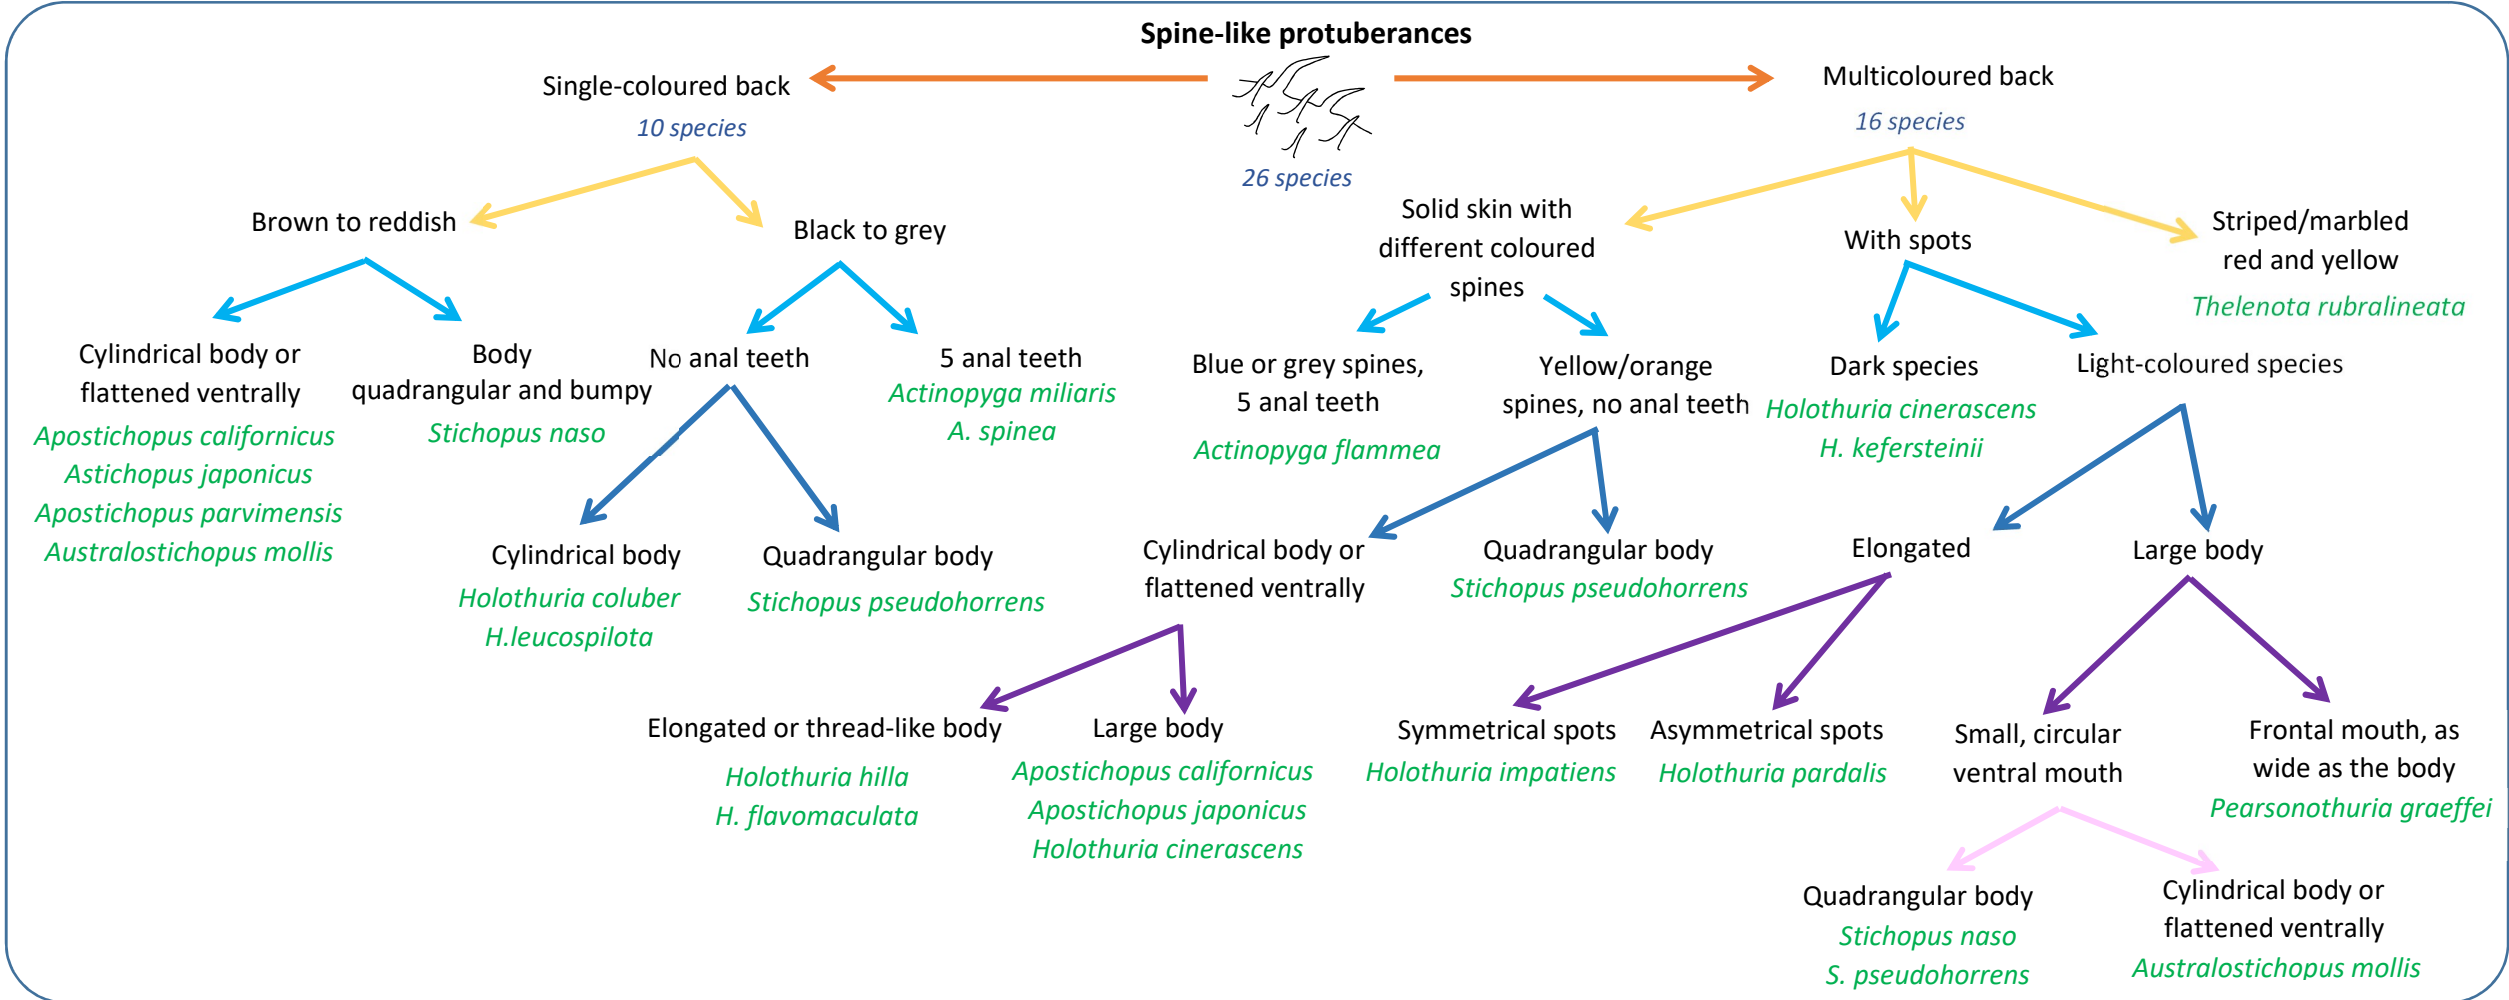 Spine-like protuberances
26 species
Single-coloured back
10 species
Multicoloured back
16 species
Brown to reddish
Black to grey
Solid skin with
different coloured
spines
With spots
Striped/marbled
red and yellow
Thelenota rubralineata
Cylindrical body or
flattened ventrally
Apostichopus californicus
Astichopus japonicus
Apostichopus parvimensis
Australostichopus mollis
Body
quadrangular and bumpy
Stichopus naso
No anal teeth
5 anal teeth
Actinopyga miliaris
A. spinea
Blue or grey spines,
5 anal teeth
Actinopyga flammea
Yellow/orange
spines, no anal teeth
Dark species
Holothuria cinerascens
H. kefersteinii
Light-coloured species
Cylindrical body
Holothuria coluber
H.leucospilota
Quadrangular body
Stichopus pseudohorrens
Cylindrical body or
flattened ventrally
Quadrangular body
Stichopus pseudohorrens
Elongated
Large body
Elongated or thread-like body
Holothuria hilla
H. flavomaculata
Large body
Apostichopus californicus
Apostichopus japonicus
Holothuria cinerascens
Symmetrical spots
Holothuria impatiens
Asymmetrical spots
Holothuria pardalis
Small, circular
ventral mouth
Frontal mouth, as
wide as the body
Pearsonothuria graeffei
Quadrangular body
Stichopus naso
S. pseudohorrens
Cylindrical body or
flattened ventrally
Australostichopus mollis